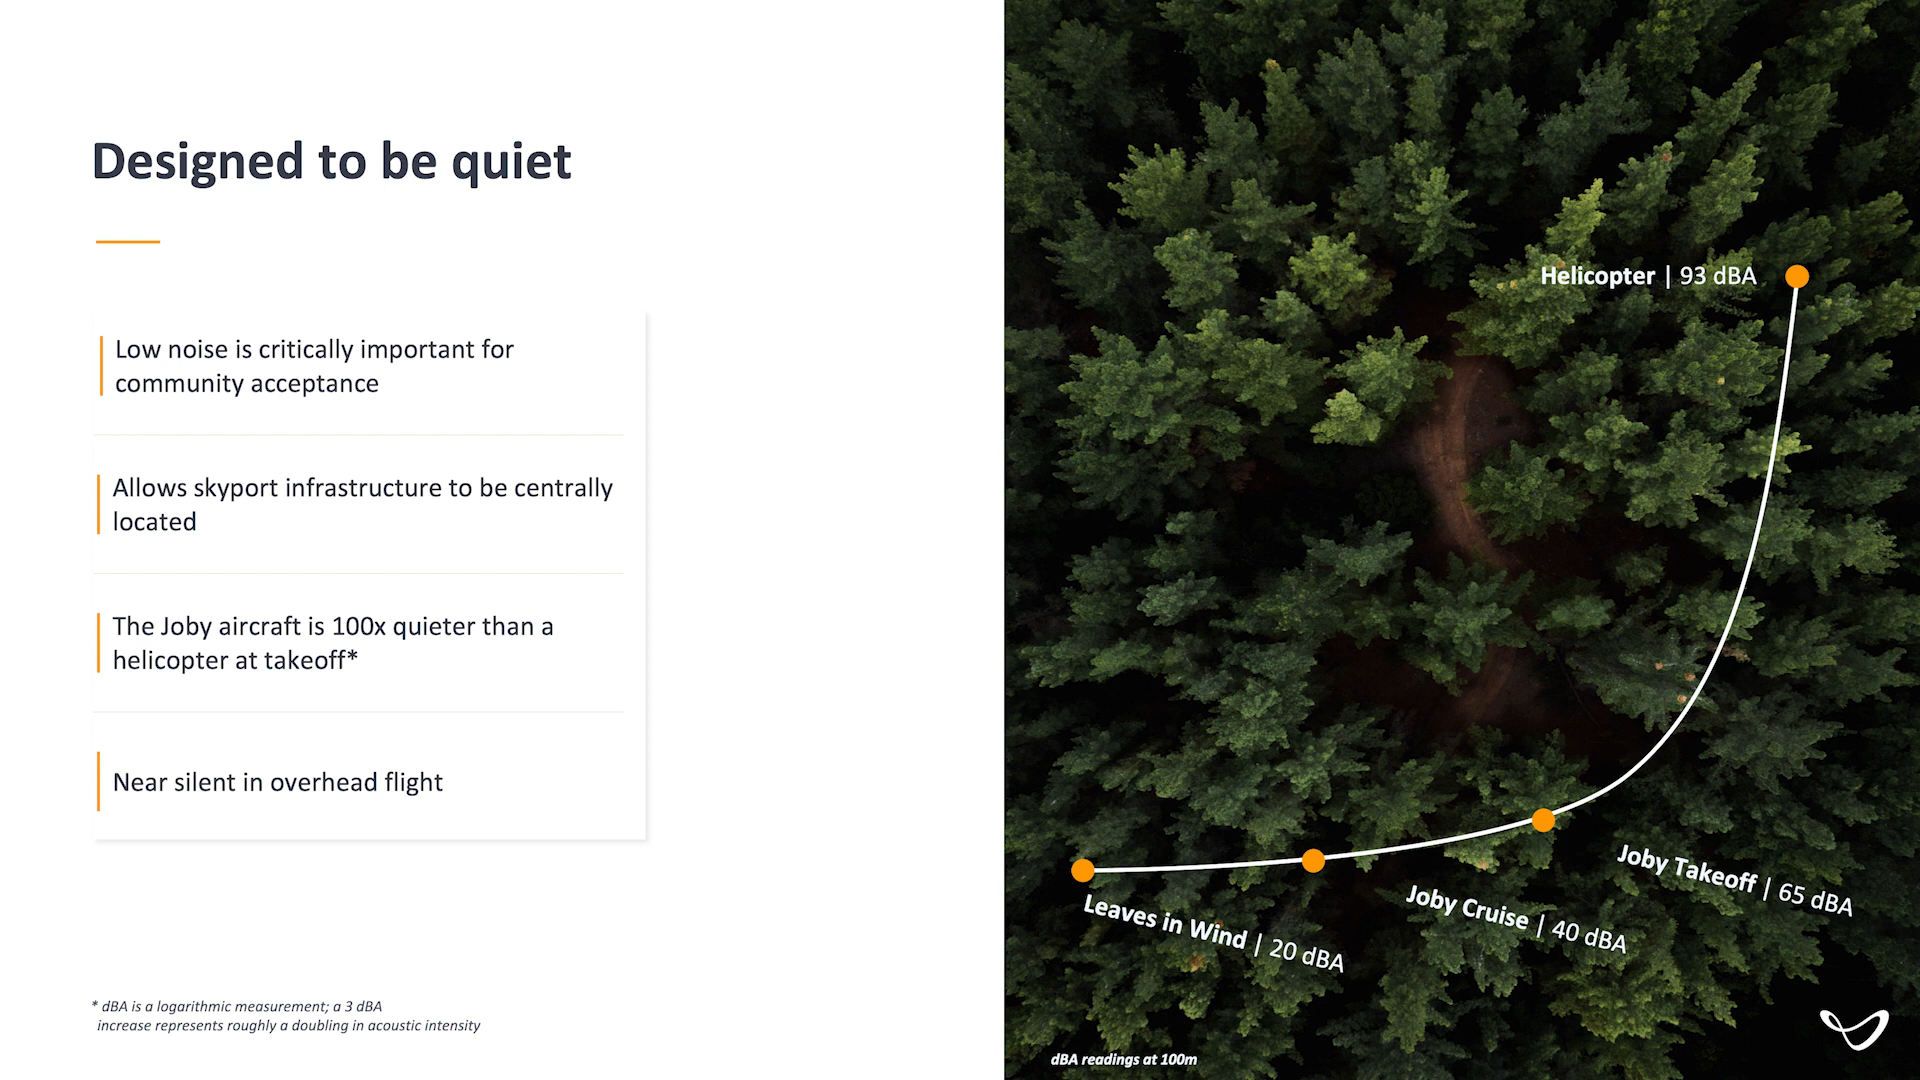 Designed to be quiet
Low noise is critically important for
community acceptance
Allows skyport infrastructure to be centrally
located
The Joby aircraft is 100x quieter than a
helicopter at takeoff*
Near silent in overhead flight
* dBA is a logarithmic measurement; a 3 dBA
increase represents roughly a doubling in acoustic intensity
Helicopter | 93 dBA
Joby Takeoff | 65 dBA
Joby Cruise | 40 dBA
Leaves in Wind | 20 dBA
dBA readings at 100m